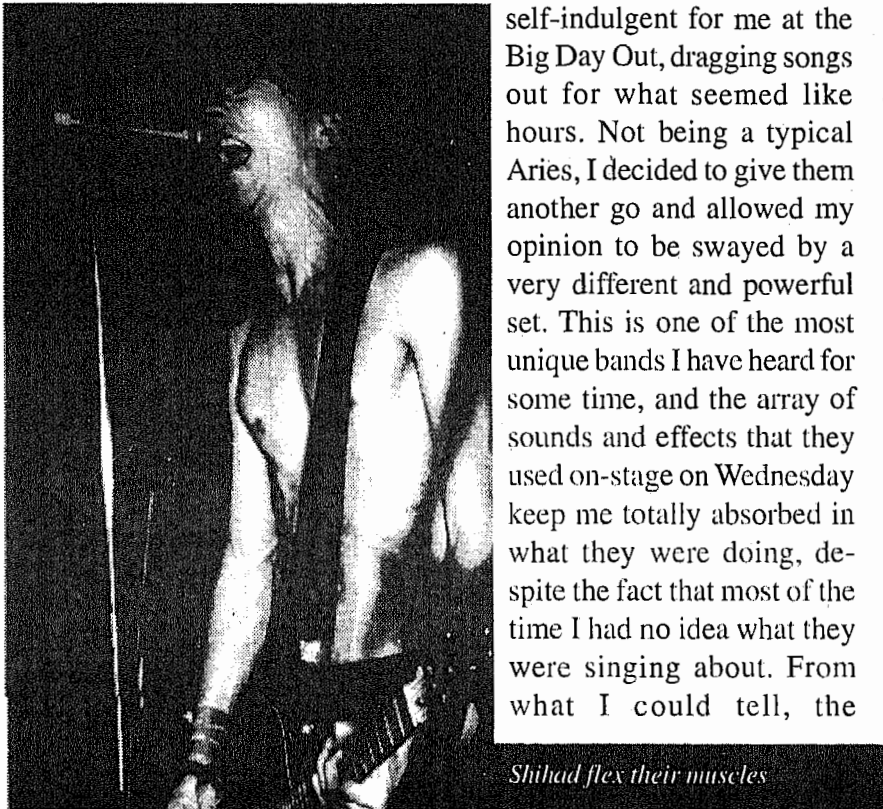 self-indulgent for me at the
Big Day Out, dragging songs
out for what seemed like
hours. Not being a typical
Aries, I decided to give them
another go and allowed my
opinion to be swayed by a
very different and powerful
set. This is one of the most
unique bands I have heard for
some time, and the array of
sounds and effects that they
used on-stage on Wednesday
keep me totally absorbed in
what they were doing, de-
spite the fact that most of the
time I had no idea what they
were singing about. From
what I could tell, the
Shihad flex their muscles